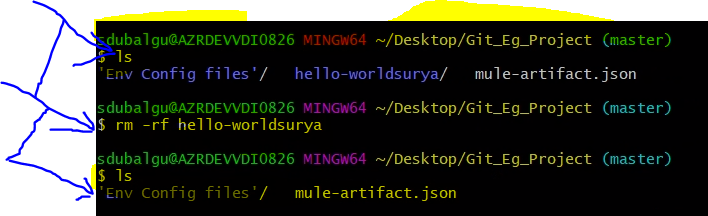 sdubalgu@AZRDEVVDI0826 MINGW64 ~/Desktop/Git_Eg_Project (master)
$ ls
'Env Config files'/   hello-worldsurya/   mule-artifact.json
sdubalgu@AZRDEVVDI0826 MINGW64 ~/Desktop/Git_Eg_Project (master)
$ rm -rf hello-worldsurya
sdubalgu@AZRDEVVDI0826 MINGW64 ~/Desktop/Git_Eg_Project (master)
$ ls
'Env Config files'/   mule-artifact.json